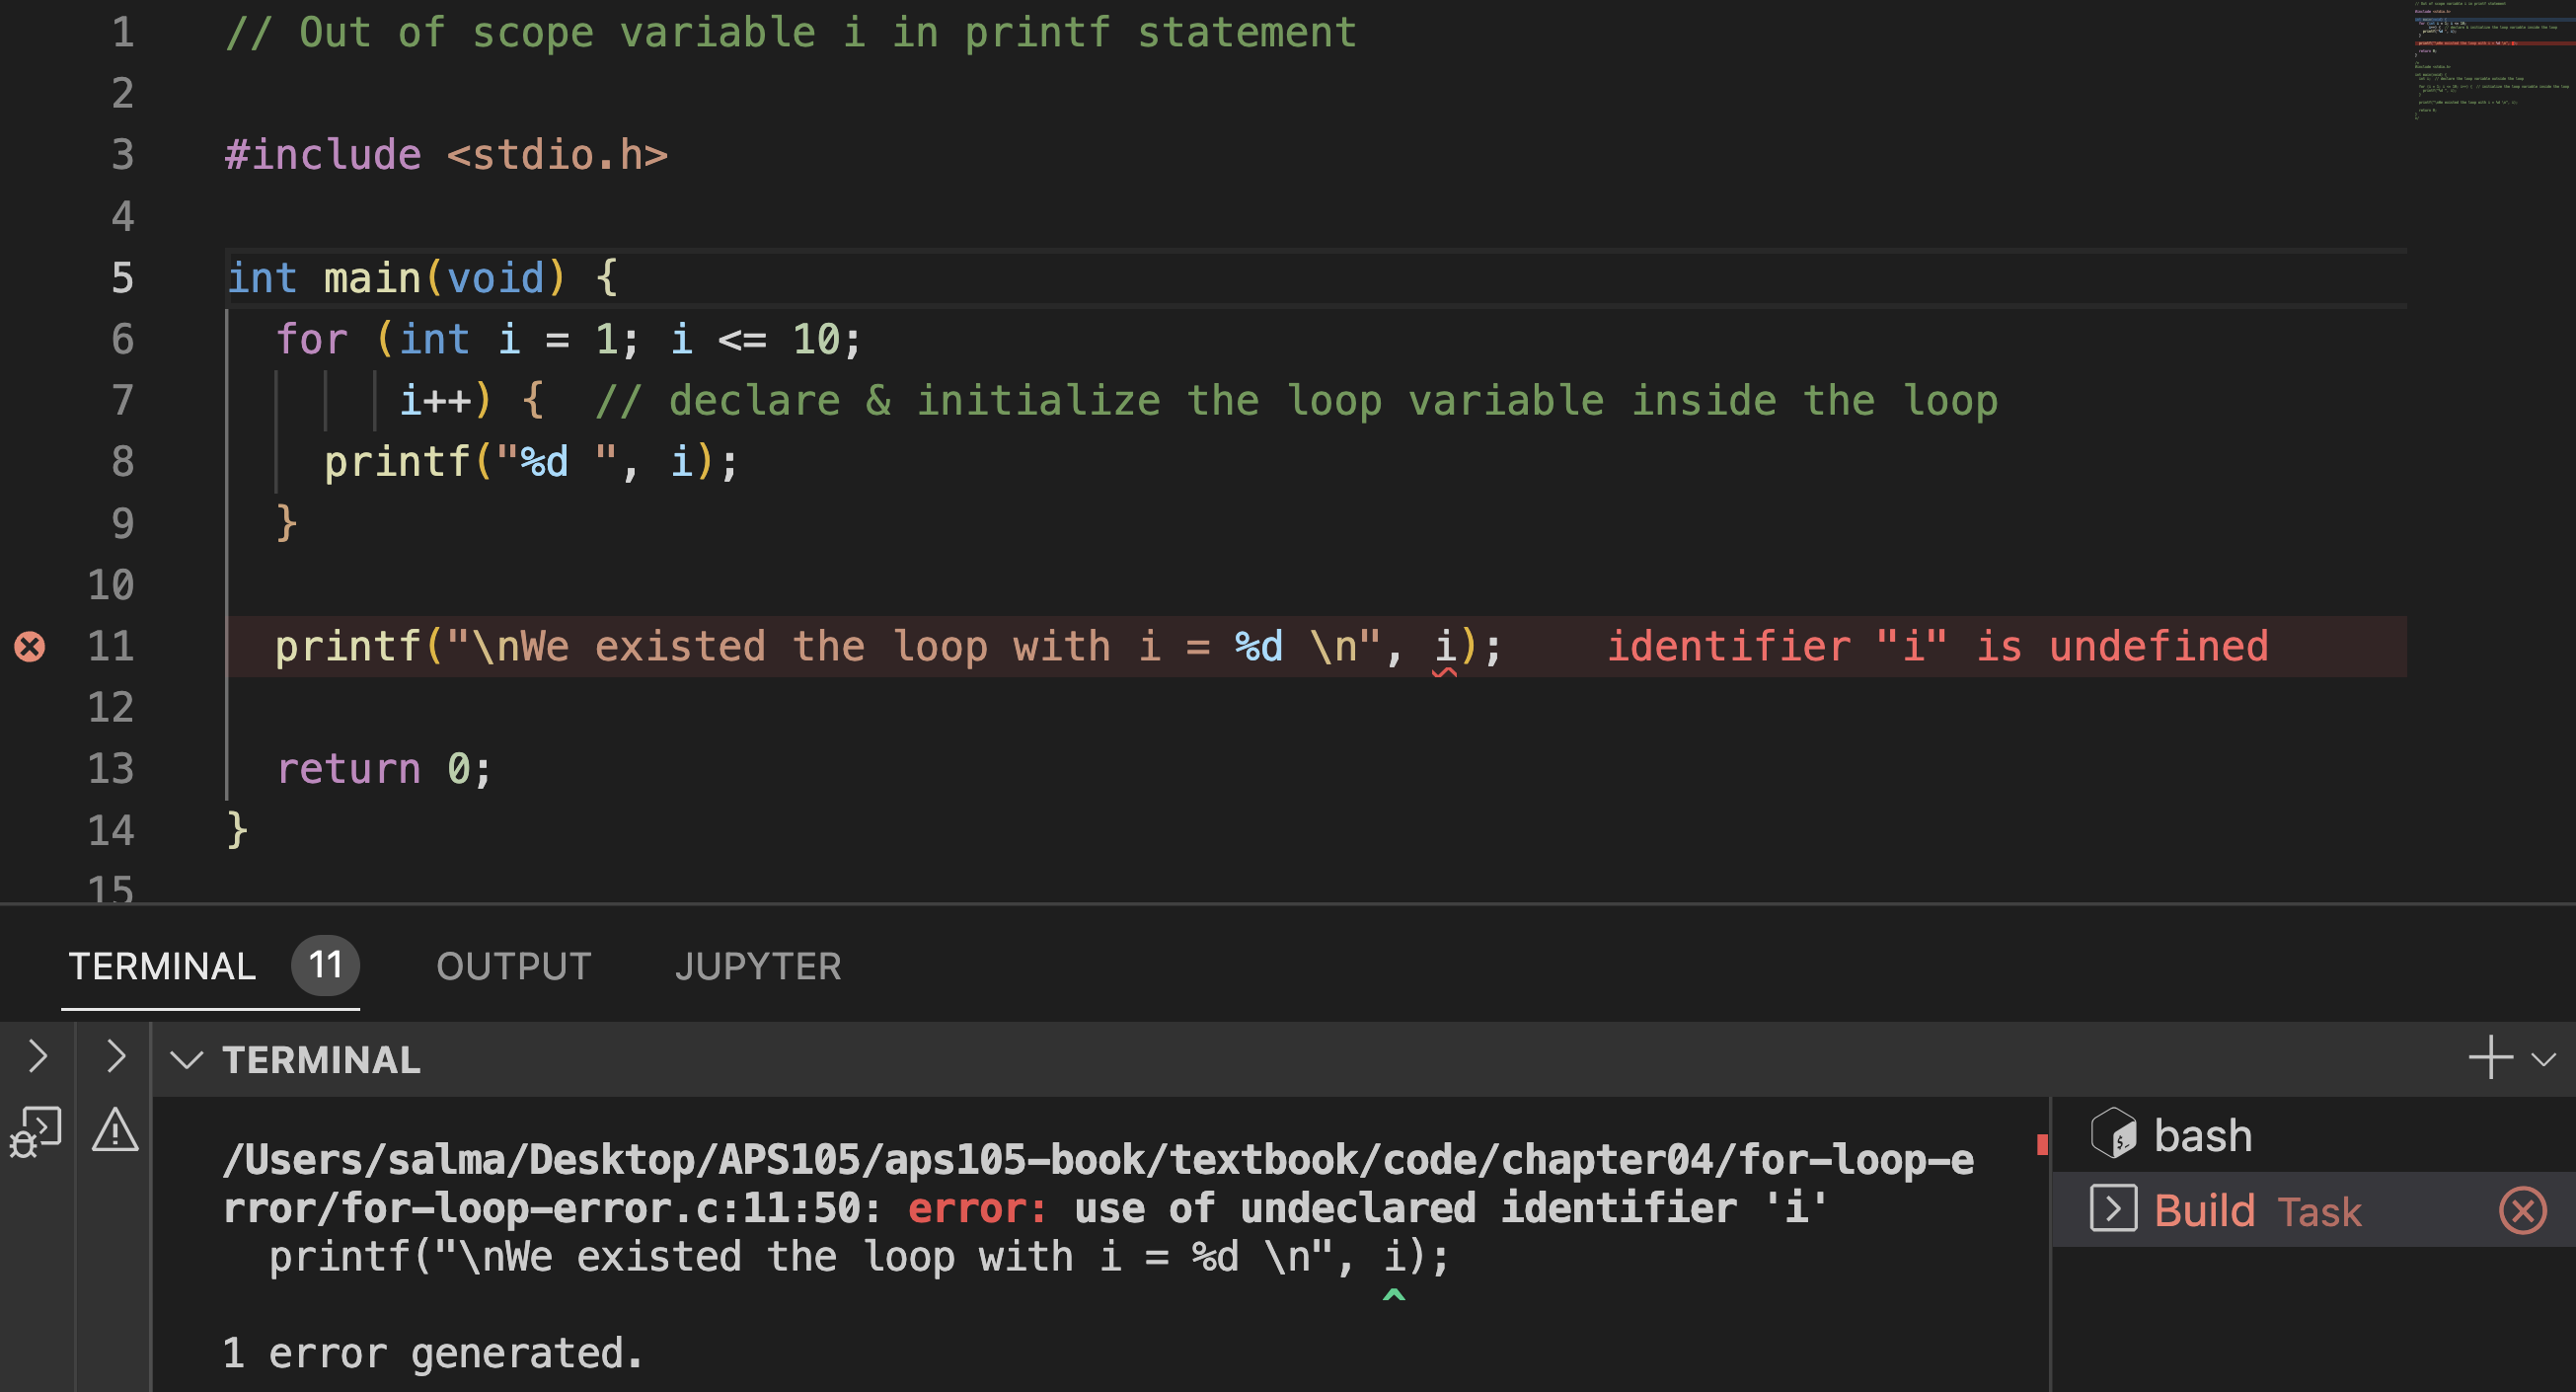 1 // Out of scope variable i in printf statement
2
3 #include <stdio.h>
4
5 int main(void) {
6   for (int i = 1; i <= 10;
7        i++) {  // declare & initialize the loop variable inside the loop
8     printf("%d ", i);
9   }
10
11   printf("\nWe existed the loop with i = %d \n", i);    identifier "i" is undefined
12
13   return 0;
14 }
15
TERMINAL 11 OUTPUT JUPYTER
TERMINAL
/Users/salma/Desktop/APS105/aps105-book/textbook/code/chapter04/for-loop-e
rror/for-loop-error.c:11:50: error: use of undeclared identifier 'i'
  printf("\nWe existed the loop with i = %d \n", i);
^
1 error generated.
bash
Build Task